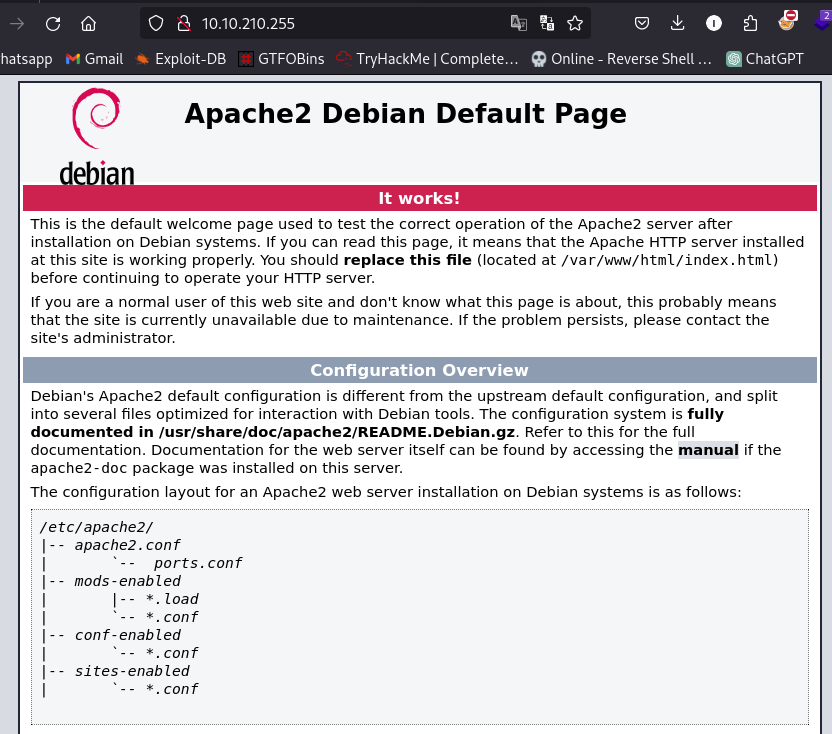 10.10.210.255
2
hatsapp Gmail Exploit-DB GTFOBins TryHackMe | Complete... Online - Reverse Shell ... ChatGPT
debian
Apache2 Debian Default Page
It works!
This is the default welcome page used to test the correct operation of the Apache2 server after
installation on Debian systems. If you can read this page, it means that the Apache HTTP server installed
at this site is working properly. You should replace this file (located at /var/www/html/index.html)
before continuing to operate your HTTP server.
If you are a normal user of this web site and don't know what this page is about, this probably means
that the site is currently unavailable due to maintenance. If the problem persists, please contact the
site's administrator.
Configuration Overview
Debian's Apache2 default configuration is different from the upstream default configuration, and split
into several files optimized for interaction with Debian tools. The configuration system is fully
documented in /usr/share/doc/apache2/README.Debian.gz. Refer to this for the full
documentation. Documentation for the web server itself can be found by accessing the manual if the
apache2-doc package was installed on this server.
The configuration layout for an Apache2 web server installation on Debian systems is as follows:
/etc/apache2/
|-- apache2.conf
|       `--  ports.conf
|-- mods-enabled
|       |-- *.load
|       `-- *.conf
|-- conf-enabled
|       `-- *.conf
|-- sites-enabled
|       `-- *.conf